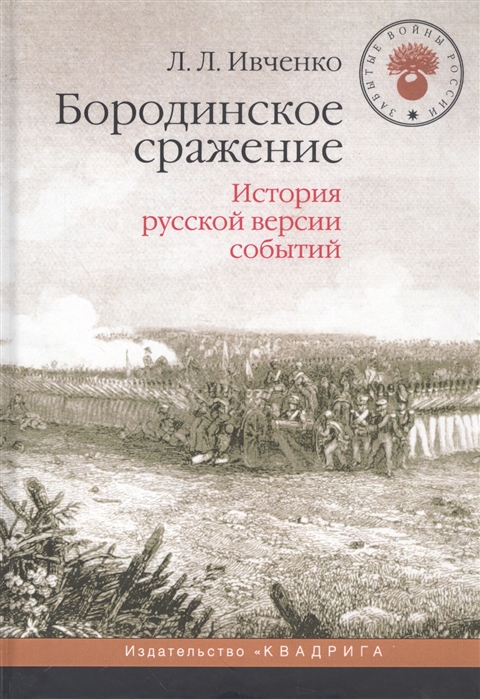 Л. Л. Ивченко
Бородинское
сражение
История
русской версии
событий
ЗАБЫТЫЕ ВОЙНЫ РОССИИ
Издательство «КВАДРИГА